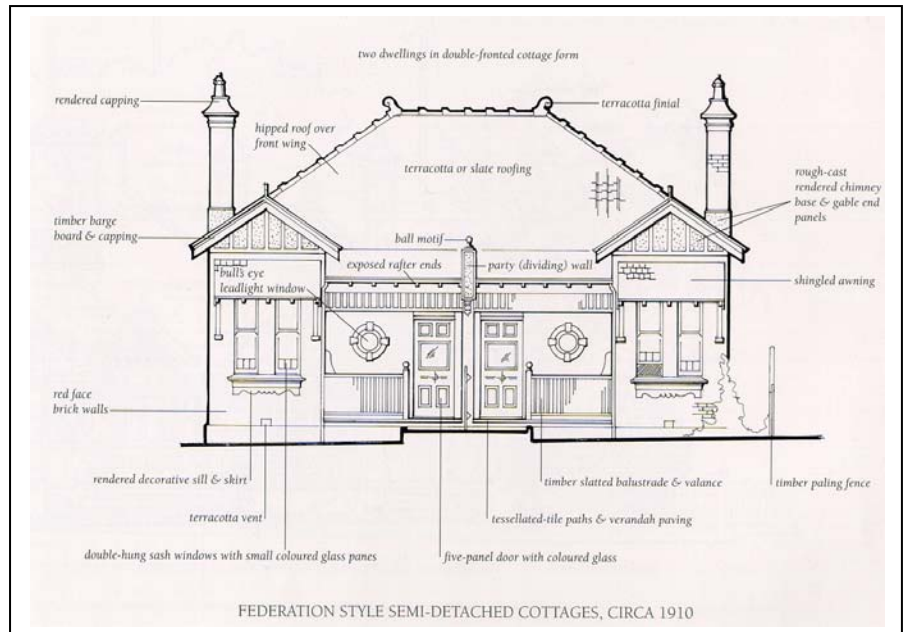 two dwellings in double-fronted cottage form
rendered capping
terracotta finial
hipped roof over
front wing
terracotta or slate roofing
rough-cast
rendered chimney
base & gable end
panels
timber barge
board & capping
ball motif
exposed rafter ends
party (dividing) wall
bull's eye
leadlight window
shingled awning
red face
brick walls
rendered decorative sill & skirt
timber slatted balustrade & valance
timber paling fence
terracotta vent
tessellated-tile paths & verandah paving
double-hung sash windows with small coloured glass panes
five-panel door with coloured glass
FEDERATION STYLE SEMI-DETACHED COTTAGES, CIRCA 1910